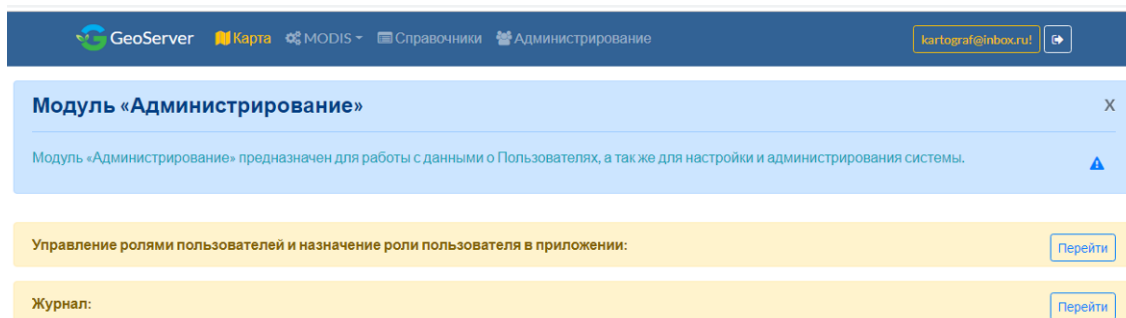 GeoServer Карта MODIS Справочники Администрирование kartograf@inbox.ru!
Модуль «Администрирование» X
Модуль «Администрирование» предназначен для работы с данными о Пользователях, а так же для настройки и администрирования системы.
Управление ролями пользователей и назначение роли пользователя в приложении: Перейти
Журнал: Перейти